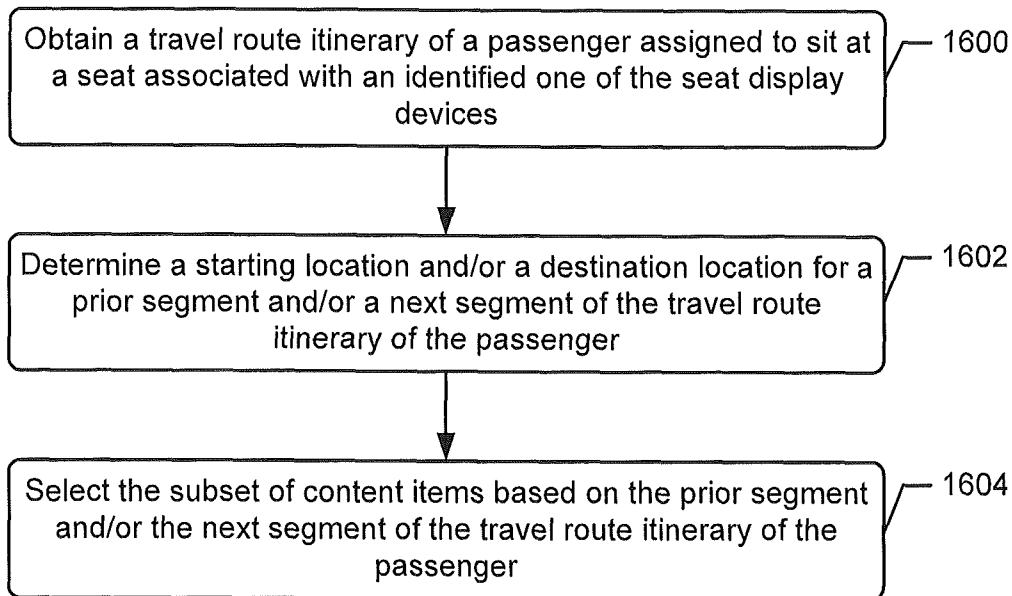 Obtain a travel route itinerary of a passenger assigned to sit at
a seat associated with an identified one of the seat display
devices
1600
Determine a starting location and/or a destination location for a
prior segment and/or a next segment of the travel route
itinerary of the passenger
1602
Select the subset of content items based on the prior segment
and/or the next segment of the travel route itinerary of the
passenger
1604